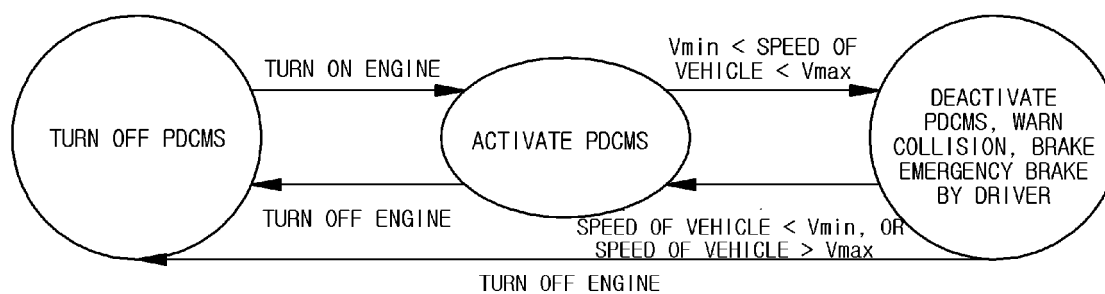 TURN OFF PDCMS
TURN ON ENGINE
TURN OFF ENGINE
ACTIVATE PDCMS
Vmin < SPEED OF
VEHICLE < Vmax
SPEED OF VEHICLE < Vmin, OR
SPEED OF VEHICLE > Vmax
DEACTIVATE
PDCMS, WARN
COLLISION, BRAKE
EMERGENCY BRAKE
BY DRIVER
TURN OFF ENGINE